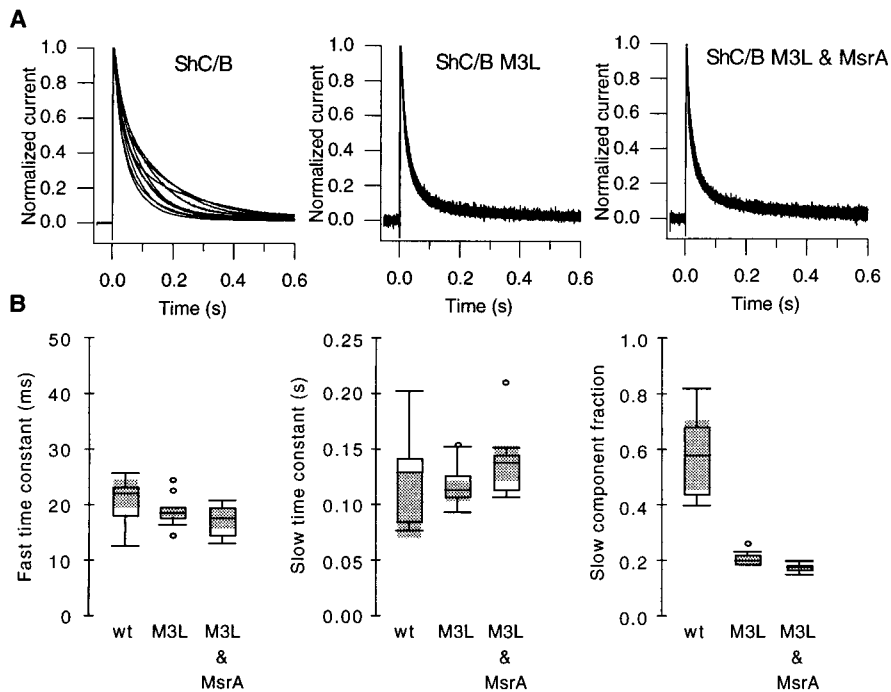 A
ShC/B
ShC/B M3L
ShC/B M3L & MsrA
Normalized current
1.0
0.8
0.6
0.4
0.2
0.0
0.0 0.2 0.4 0.6
Time (s)
Normalized current
1.0
0.8
0.6
0.4
0.2
0.0
0.0 0.2 0.4 0.6
Time (s)
Normalized current
1.0
0.8
0.6
0.4
0.2
0.0
0.0 0.2 0.4 0.6
Time (s)
B
Fast time constant (ms)
50
40
30
20
10
0
wt M3L M3L
&
MsrA
Slow time constant (s)
0.25
0.20
0.15
0.10
0.05
0.00
wt M3L M3L
&
MsrA
Slow component fraction
1.0
0.8
0.6
0.4
0.2
0.0
wt M3L M3L
&
MsrA